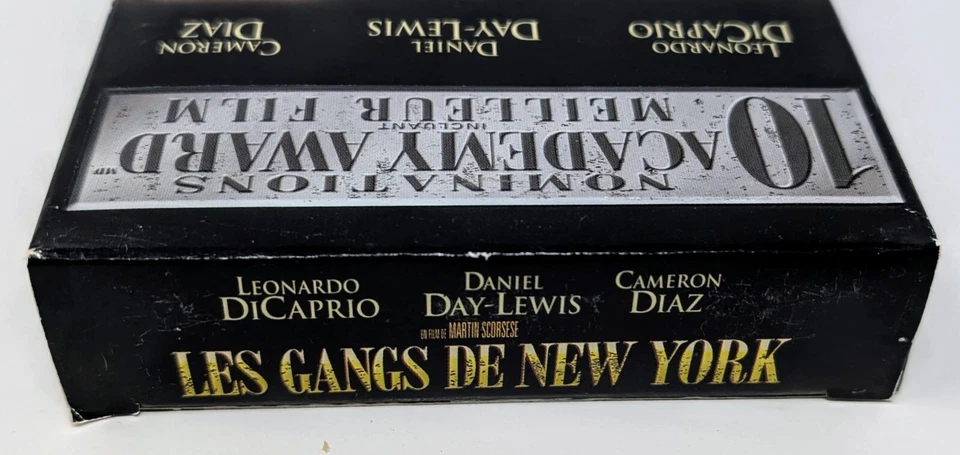 NOMINATIONS
10 ACADEMY AWARD MD
INCLUANT
MEILLEUR FILM
LEONARDO DICAPRIO
DANIEL DAY-LEWIS
CAMERON DIAZ
LEONARDO DICAPRIO
DANIEL DAY-LEWIS
CAMERON DIAZ
UN FILM DE MARTIN SCORSESE
LES GANGS DE NEW YORK